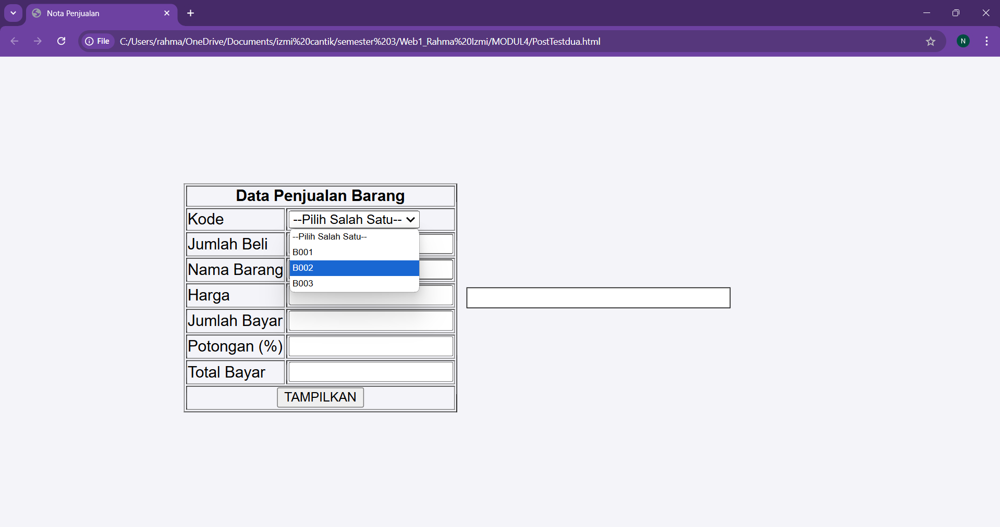 Nota Penjualan
File C:/Users/rahma/OneDrive/Documents/izmi%20cantik/semester%203/Web1_Rahma%20Izmi/MODUL4/PostTestdua.html
N
Data Penjualan Barang
Kode --Pilih Salah Satu--
--Pilih Salah Satu--
Jumlah Beli
B001
Nama Barang B002
B003
Harga
Jumlah Bayar
Potongan (%)
Total Bayar
TAMPILKAN